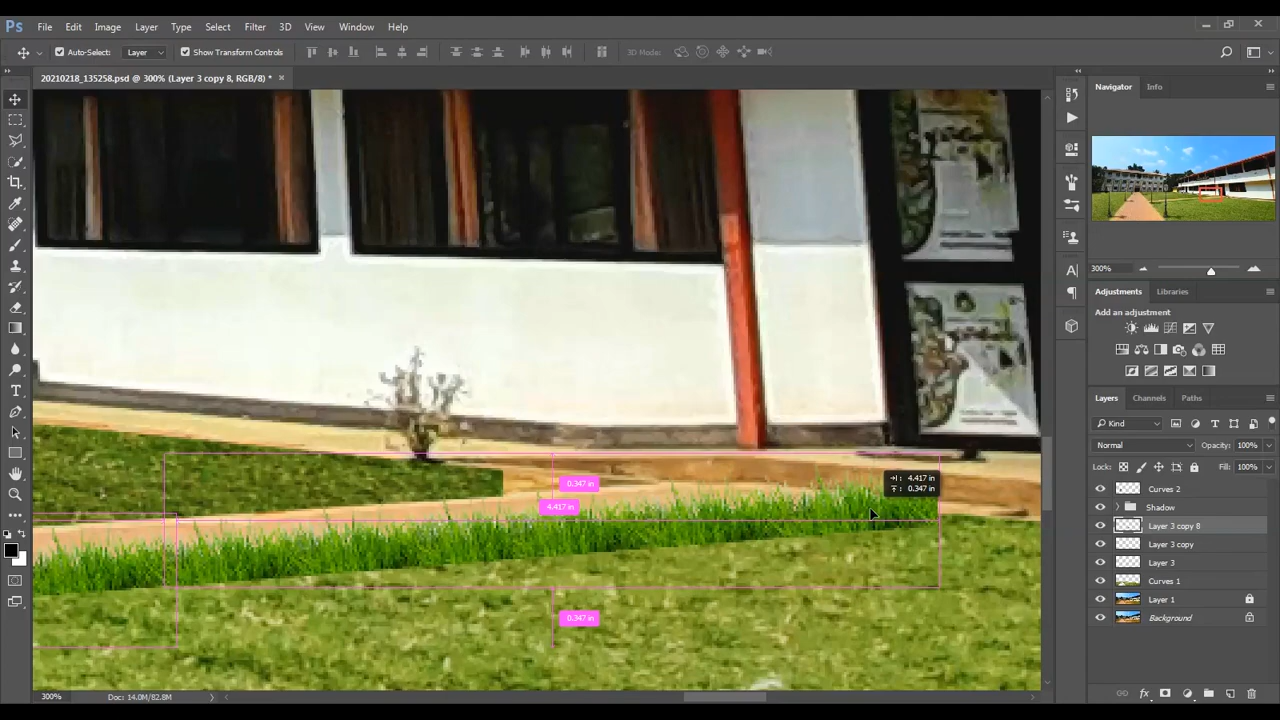 Ps File Edit Image Layer Type Select Filter 3D View Window Help
Auto-Select: Layer Show Transform Controls 3D Mode:
20210218_135258.psd @ 300% (Layer 3 copy 8, RGB/8) *
Navigator Info
300%
Adjustments Libraries
Add an adjustment
Layers Channels Paths
Kind
Normal Opacity: 100%
Lock: Fill: 100%
Curves 2
Shadow
Layer 3 copy 8
Layer 3 copy
Layer 3
Curves 1
Layer 1
Background
0.347 in
4.417 in
4.417 in
0.347 in
0.347 in
300% Doc: 14.0M/82.8M